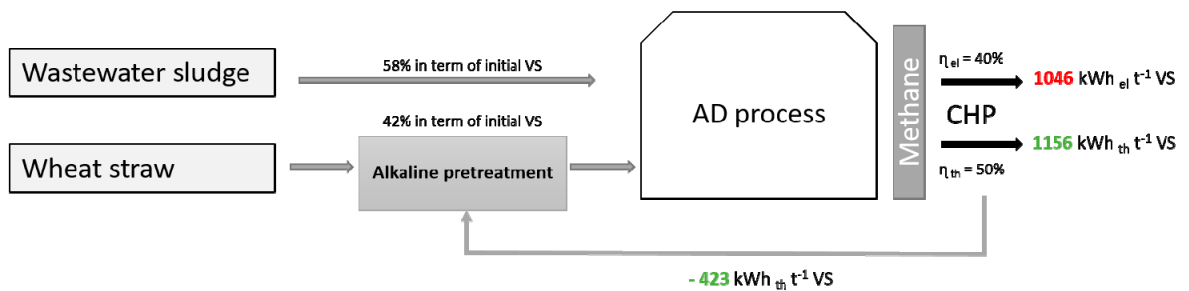 Wastewater sludge
58% in term of initial VS
42% in term of initial VS
Wheat straw
Alkaline pretreatment
AD process
Methane
η el = 40%
1046 kWh el t-1 VS
CHP
1156 kWh th t-1 VS
η th = 50%
- 423 kWh th t-1 VS